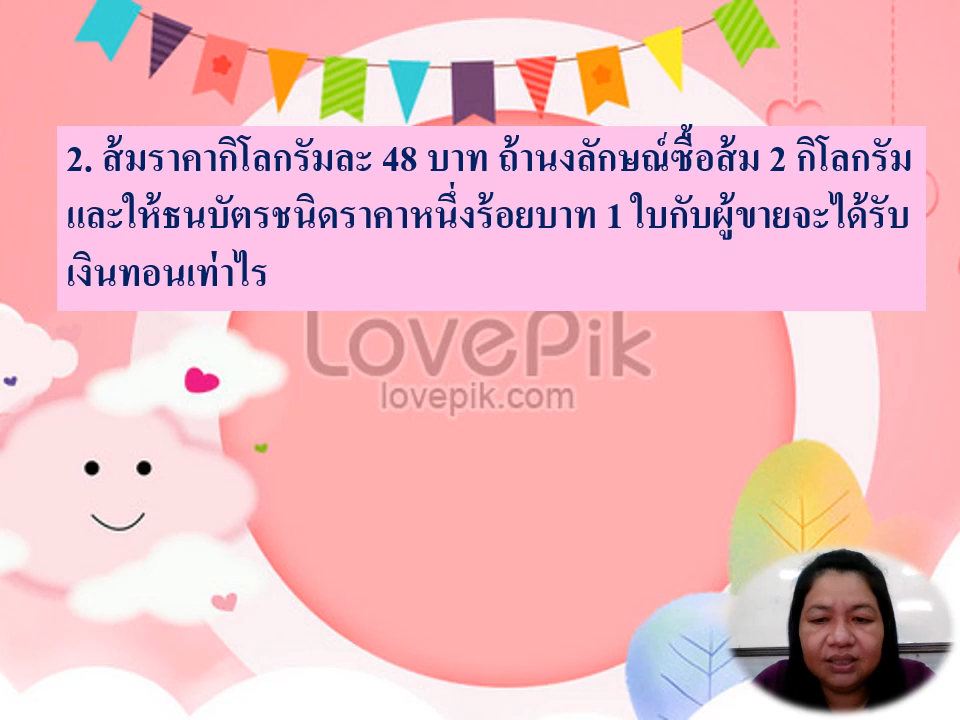 2. ส้มราคากิโลกรัมละ 48 บาท ถ้านงลักษณ์ซื้อส้ม 2 กิโลกรัม
และให้ธนบัตรชนิดราคาหนึ่งร้อยบาท 1 ใบกับผู้ขายจะได้รับ
เงินทอนเท่าไร
LovePik
lovepik.com